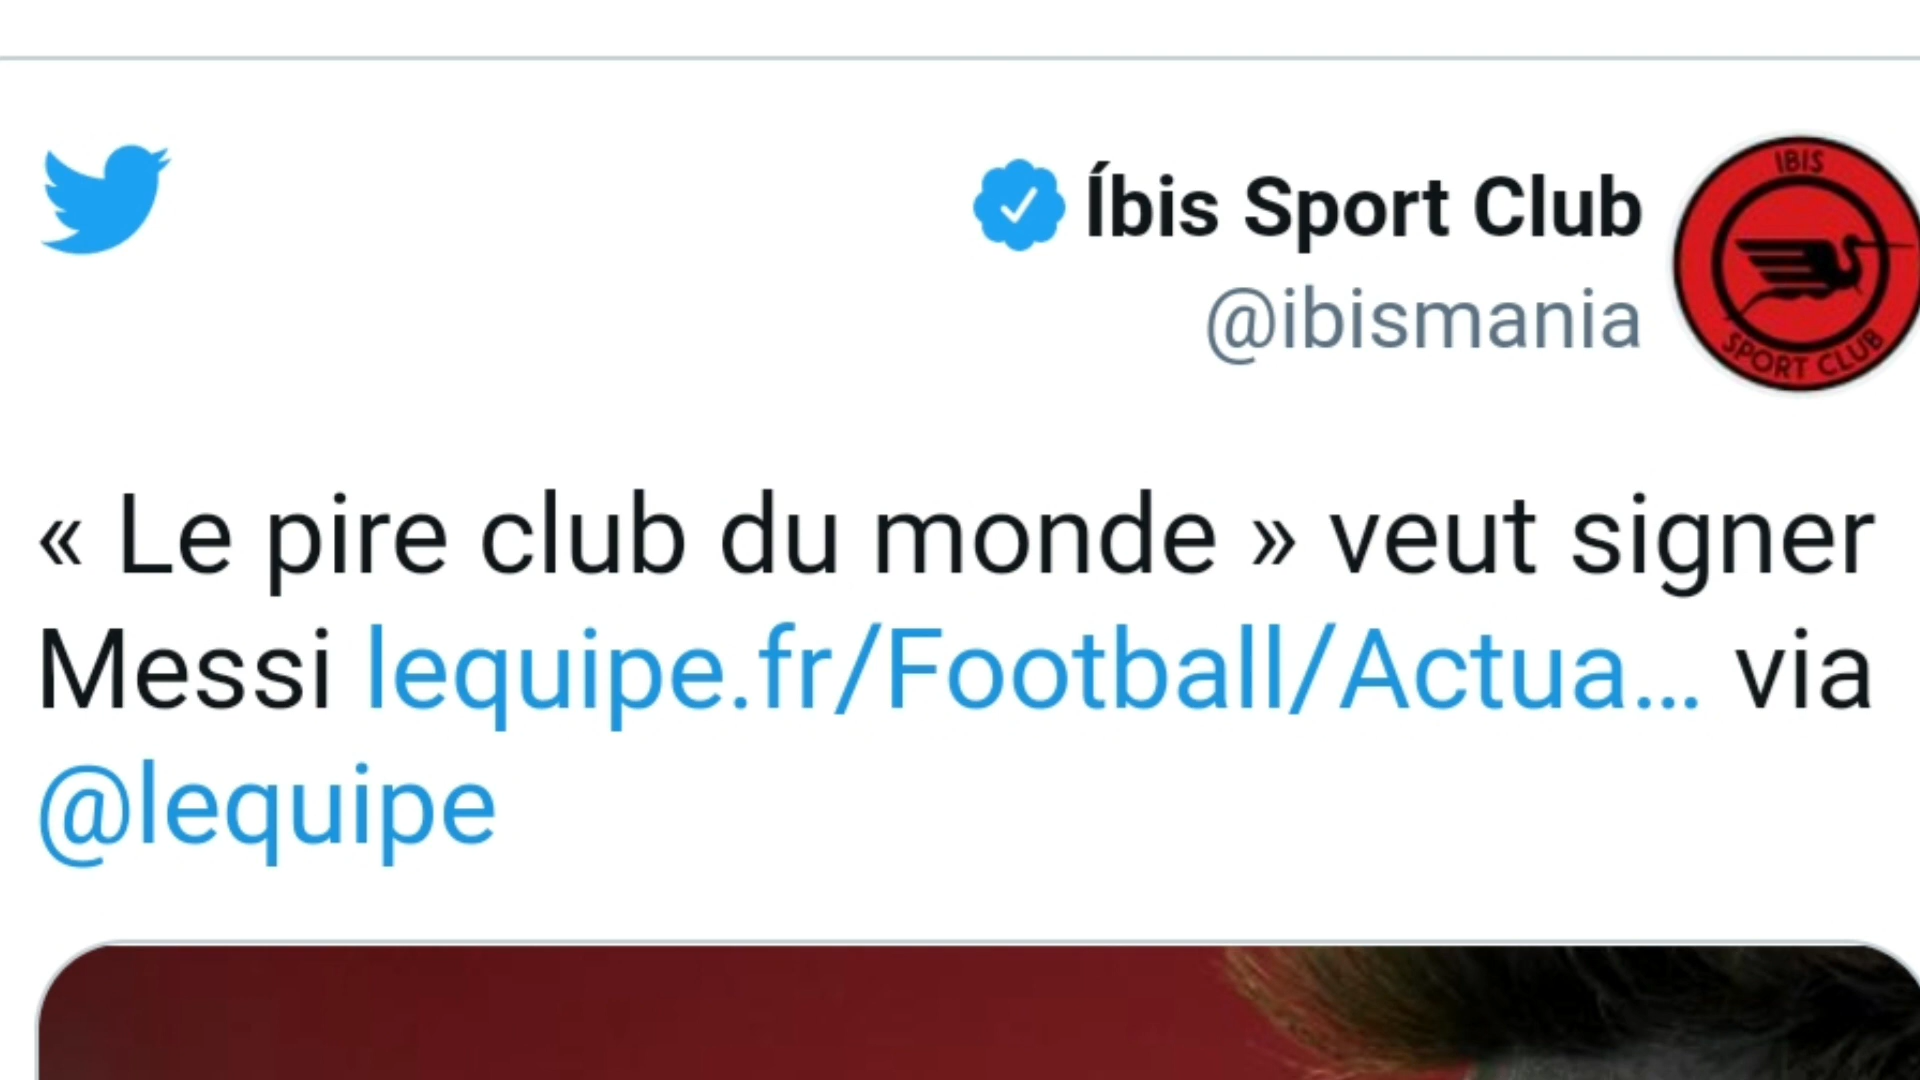 Íbis Sport Club
@ibismania
IBIS
SPORT CLUB
« Le pire club du monde » veut signer
Messi lequipe.fr/Football/Actua… via
@lequipe